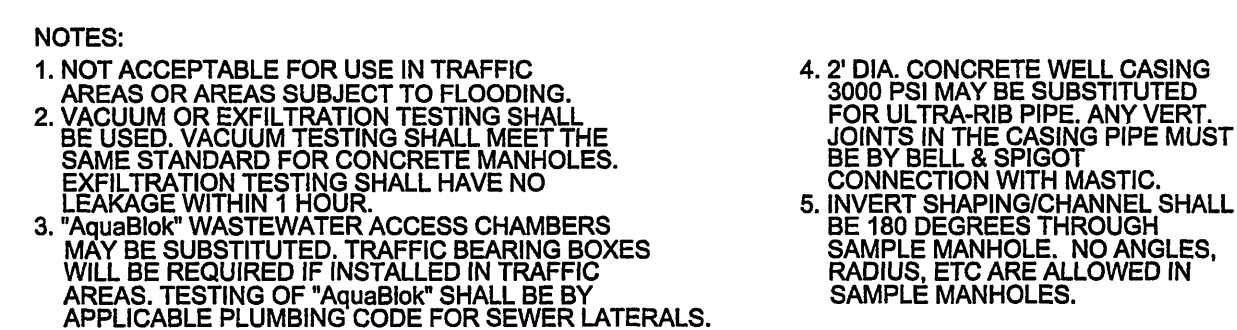 NOTES:
1. NOT ACCEPTABLE FOR USE IN TRAFFIC
AREAS OR AREAS SUBJECT TO FLOODING.
2. VACUUM OR EXFILTRATION TESTING SHALL
BE USED. VACUUM TESTING SHALL MEET THE
SAME STANDARD FOR CONCRETE MANHOLES.
EXFILTRATION TESTING SHALL HAVE NO
LEAKAGE WITHIN 1 HOUR.
3. "AquaBlok" WASTEWATER ACCESS CHAMBERS
MAY BE SUBSTITUTED. TRAFFIC BEARING BOXES
WILL BE REQUIRED IF INSTALLED IN TRAFFIC
AREAS. TESTING OF "AquaBlok" SHALL BE BY
APPLICABLE PLUMBING CODE FOR SEWER LATERALS.
4. 2' DIA. CONCRETE WELL CASING
3000 PSI MAY BE SUBSTITUTED
FOR ULTRA-RIB PIPE. ANY VERT.
JOINTS IN THE CASING PIPE MUST
BE BY BELL & SPIGOT
CONNECTION WITH MASTIC.
5. INVERT SHAPING/CHANNEL SHALL
BE 180 DEGREES THROUGH
SAMPLE MANHOLE. NO ANGLES,
RADIUS, ETC ARE ALLOWED IN
SAMPLE MANHOLES.